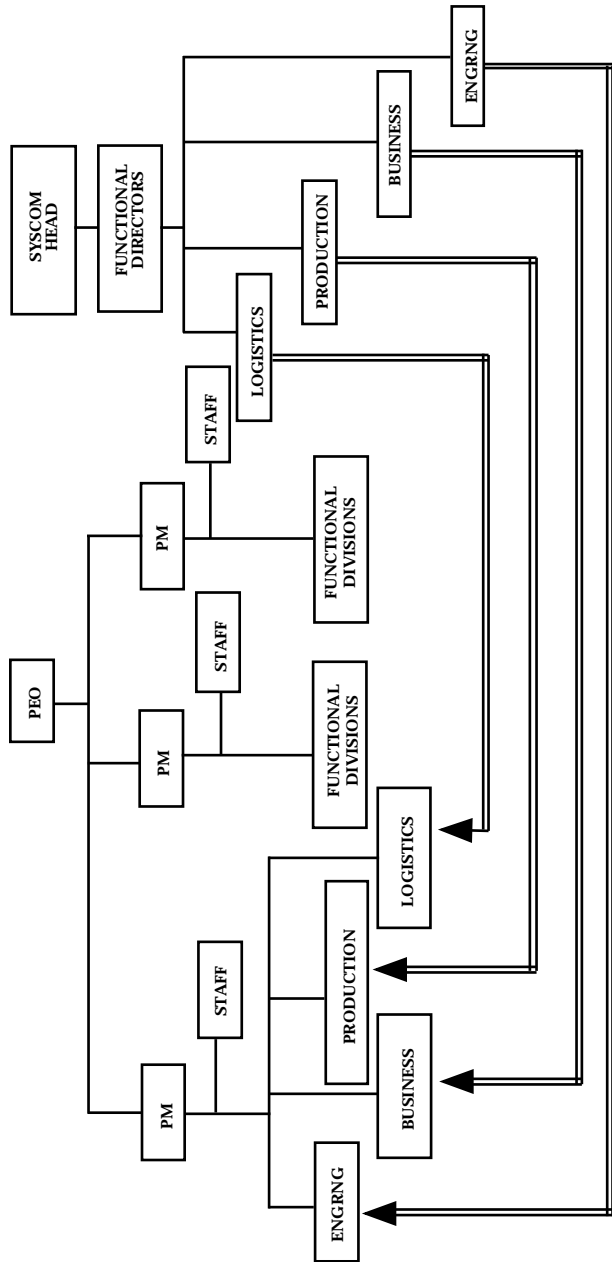 PEO
SYSCOM
HEAD
FUNCTIONAL
DIRECTORS
PM
PM
PM
STAFF
STAFF
STAFF
LOGISTICS
PRODUCTION
BUSINESS
ENGRNG
FUNCTIONAL
DIVISIONS
FUNCTIONAL
DIVISIONS
ENGRNG
BUSINESS
PRODUCTION
LOGISTICS